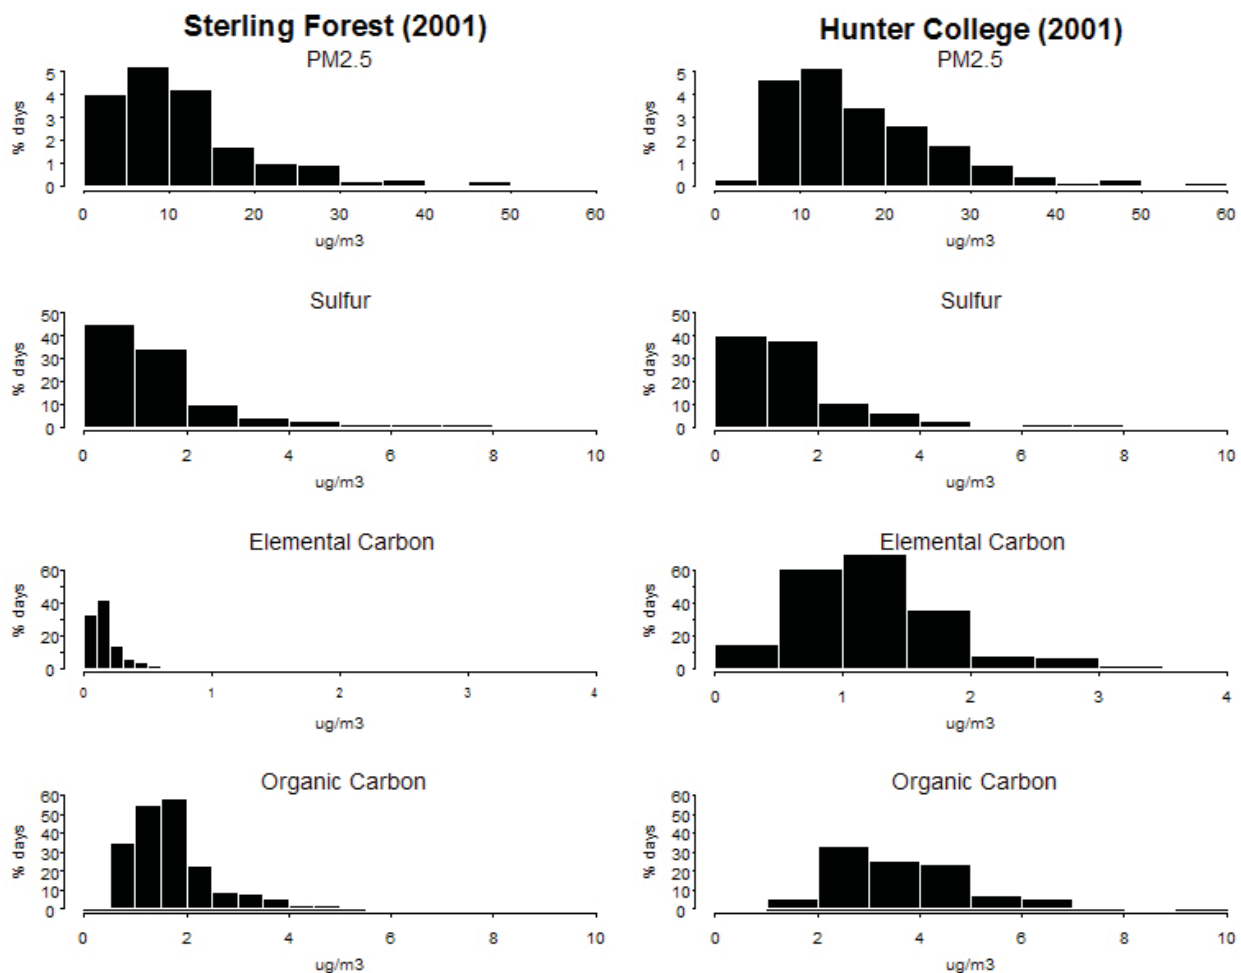 Sterling Forest (2001)
PM2.5
% days
5
4
3
2
1
0
0 10 20 30 40 50 60
ug/m3
Sulfur
% days
50
40
30
20
10
0
0 2 4 6 8 10
ug/m3
Elemental Carbon
% days
60
40
20
0
0 1 2 3 4
ug/m3
Organic Carbon
% days
60
50
40
30
20
10
0
0 2 4 6 8 10
ug/m3
Hunter College (2001)
PM2.5
% days
5
4
3
2
1
0
0 10 20 30 40 50 60
ug/m3
Sulfur
% days
50
40
30
20
10
0
0 2 4 6 8 10
ug/m3
Elemental Carbon
% days
60
40
20
0
0 1 2 3 4
ug/m3
Organic Carbon
% days
60
50
40
30
20
10
0
0 2 4 6 8 10
ug/m3